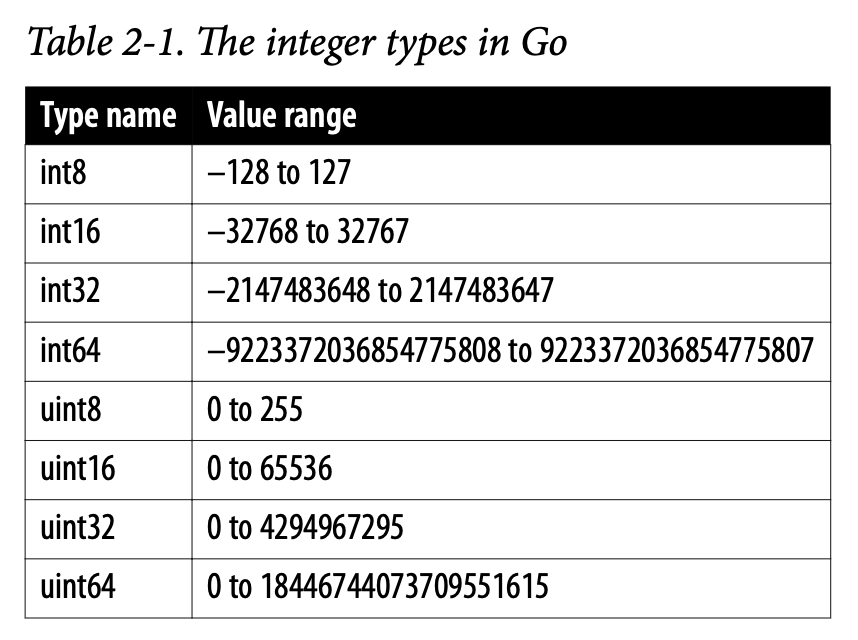 Table 2-1. The integer types in Go
Type name Value range
int8 –128 to 127
int16 –32768 to 32767
int32 –2147483648 to 2147483647
int64 –9223372036854775808 to 9223372036854775807
uint8 0 to 255
uint16 0 to 65536
uint32 0 to 4294967295
uint64 0 to 18446744073709551615